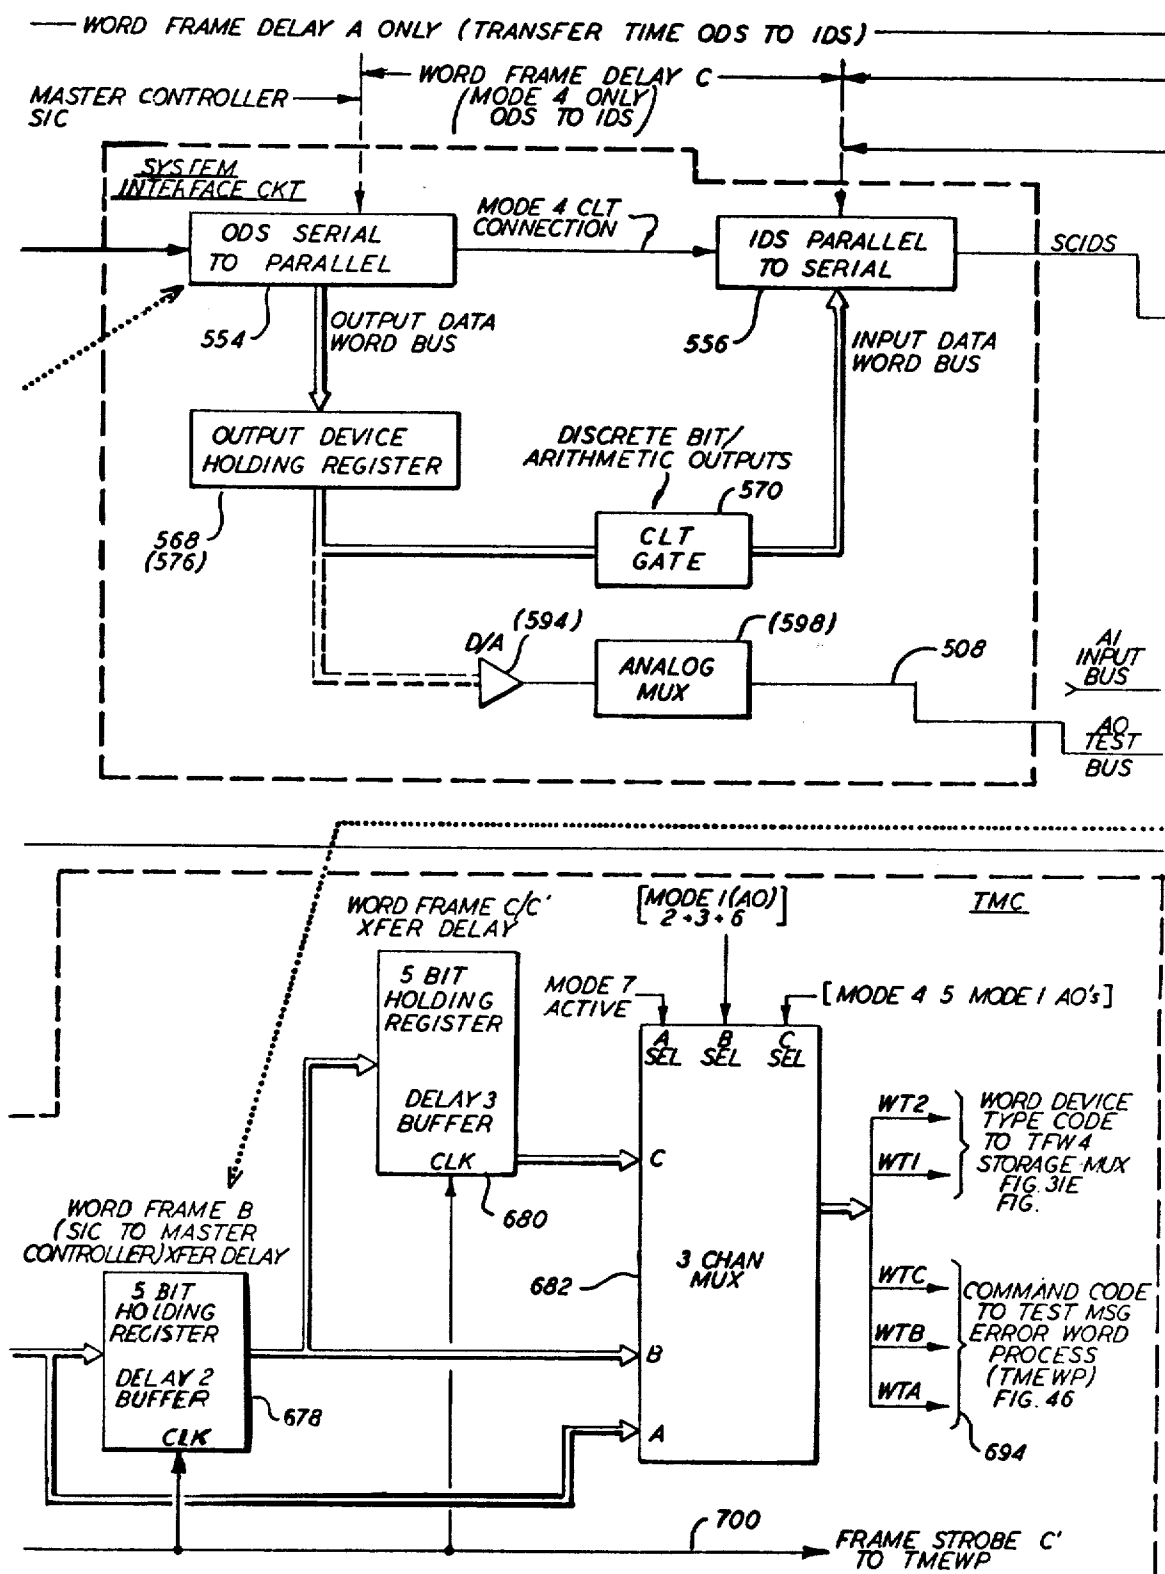 WORD FRAME DELAY A ONLY (TRANSFER TIME ODS TO IDS)
WORD FRAME DELAY C
(MODE 4 ONLY)
ODS TO IDS
MASTER CONTROLLER
SIC
SYSTEM
INTERFACE CKT
ODS SERIAL
TO PARALLEL
554
MODE 4 CLT
CONNECTION
IDS PARALLEL
TO SERIAL
556
SCIDS
OUTPUT DATA
WORD BUS
INPUT DATA
WORD BUS
OUTPUT DEVICE
HOLDING REGISTER
568
(576)
DISCRETE BIT/
ARITHMETIC OUTPUTS
570
CLT
GATE
D/A
(594)
(598)
ANALOG
MUX
508
AI
INPUT
BUS
AO
TEST
BUS
TMC
WORD FRAME C/C'
XFER DELAY
5 BIT
HOLDING
REGISTER
DELAY 3
BUFFER
CLK
680
[MODE 1(AO)
2+3+6]
MODE 7
ACTIVE
[MODE 4 5 MODE 1 AO's]
A
SEL
B
SEL
C
SEL
C
B
A
3 CHAN
MUX
682
WORD FRAME B
(SIC TO MASTER
CONTROLLER) XFER DELAY
5 BIT
HOLDING
REGISTER
DELAY 2
BUFFER
CLK
678
WT2
WT1
WORD DEVICE
TYPE CODE
TO TFW4
STORAGE MUX
FIG. 31E
FIG.
WTC
WTB
WTA
COMMAND CODE
TO TEST MSG
ERROR WORD
PROCESS
(TMEWP)
FIG. 46
694
700
FRAME STROBE C'
TO TMEWP